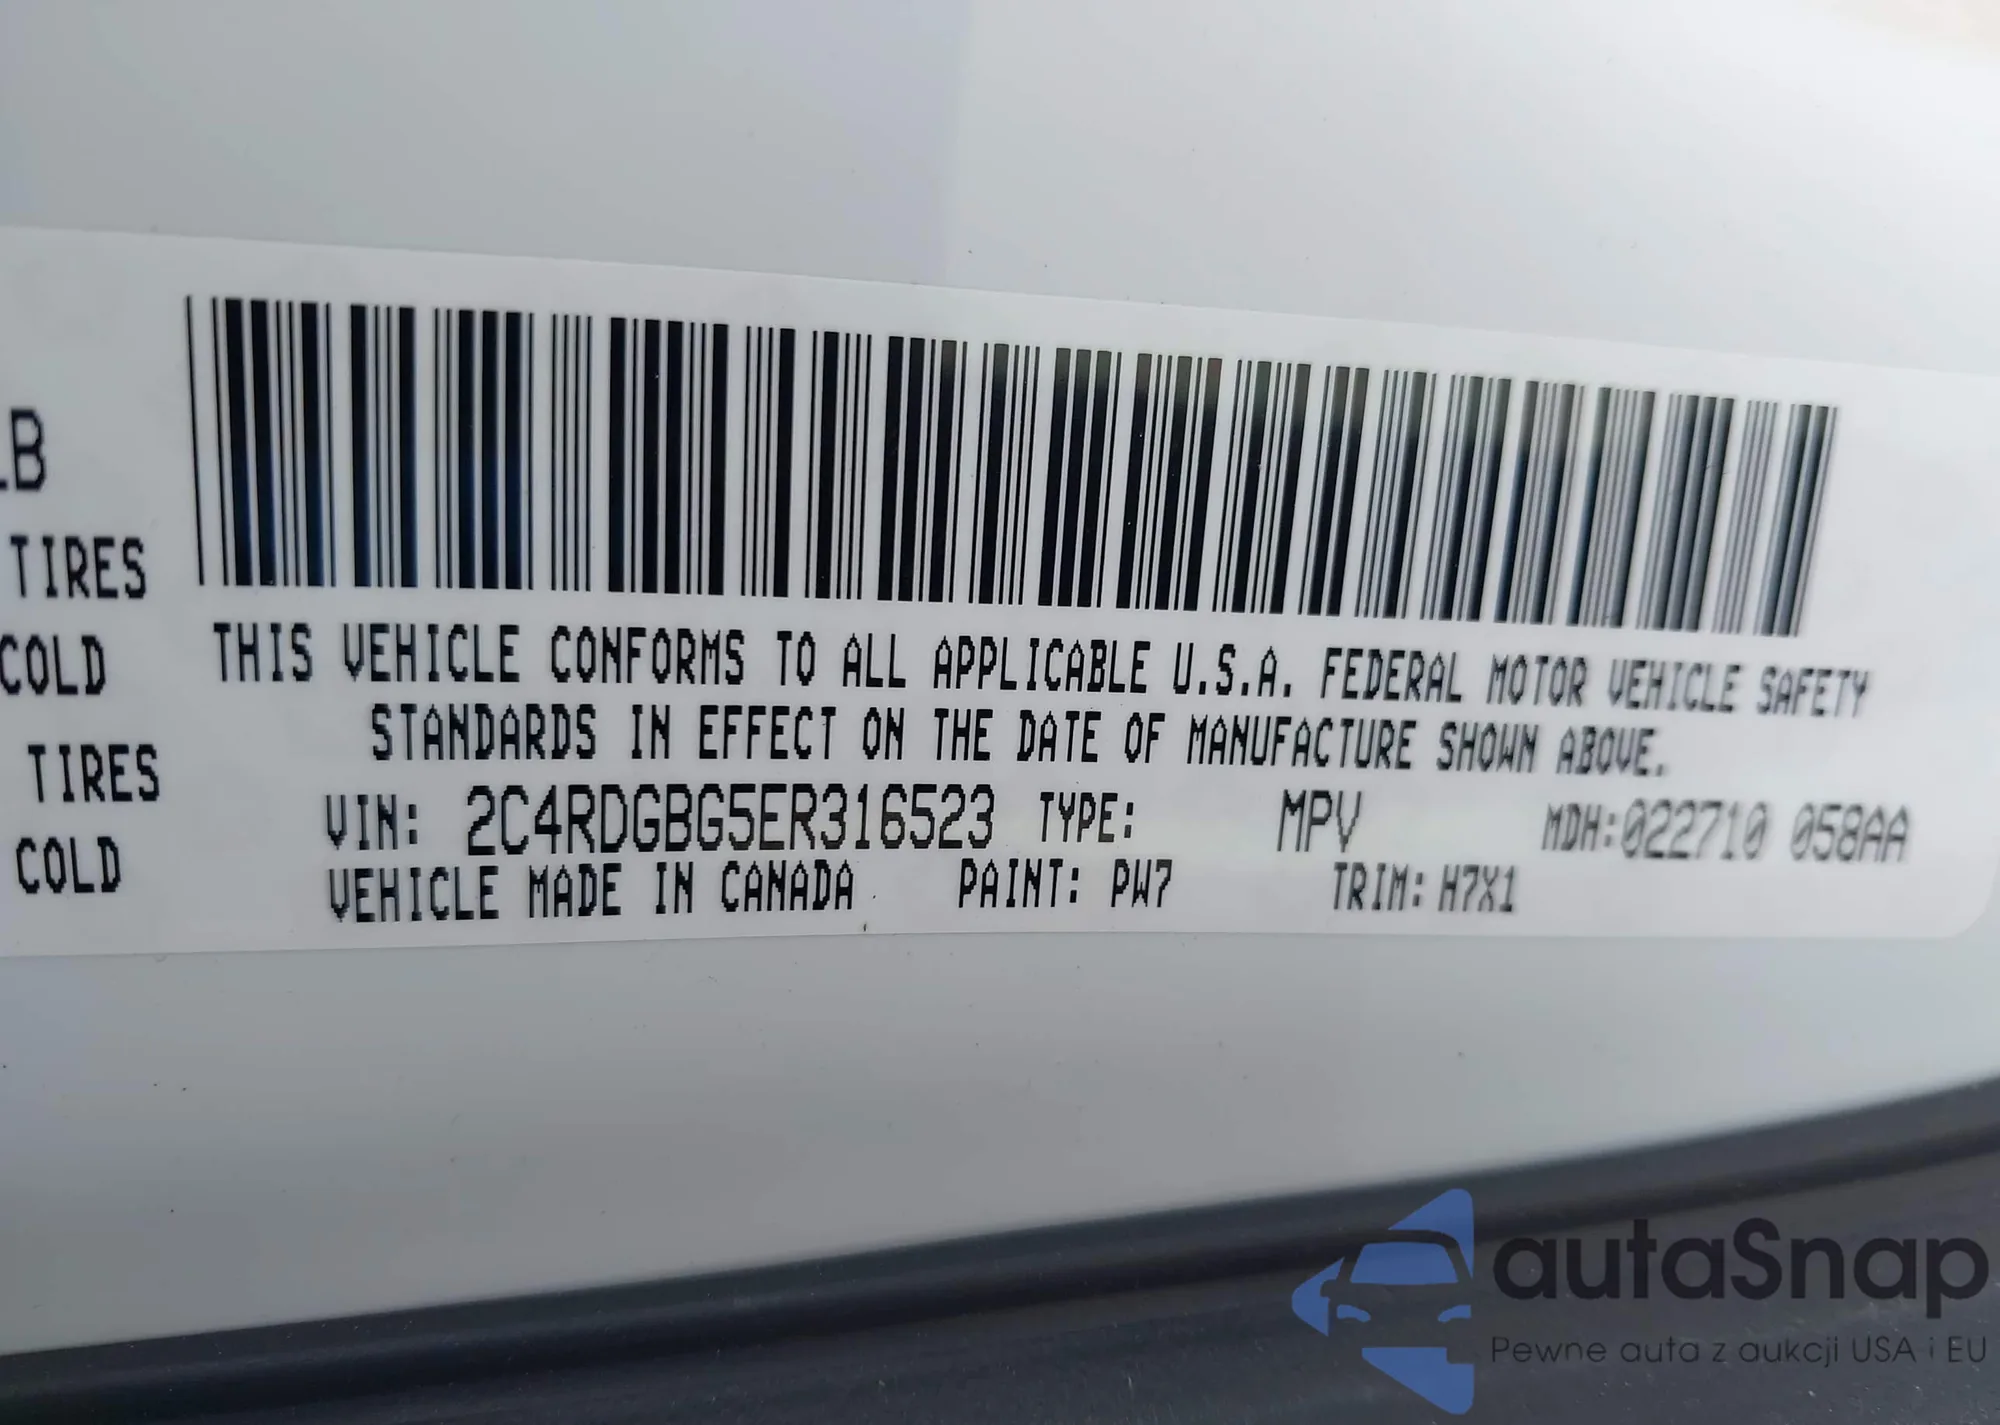 LB
TIRES
COLD
TIRES
COLD
THIS VEHICLE CONFORMS TO ALL APPLICABLE U.S.A. FEDERAL MOTOR VEHICLE SAFETY
STANDARDS IN EFFECT ON THE DATE OF MANUFACTURE SHOWN ABOVE.
VIN: 2C4RDGBG5ER316523 TYPE: MPV MDH:022710 058AA
VEHICLE MADE IN CANADA PAINT: PW7 TRIM: H7X1
autaSnap
Pewne auta z aukcji USA i EU